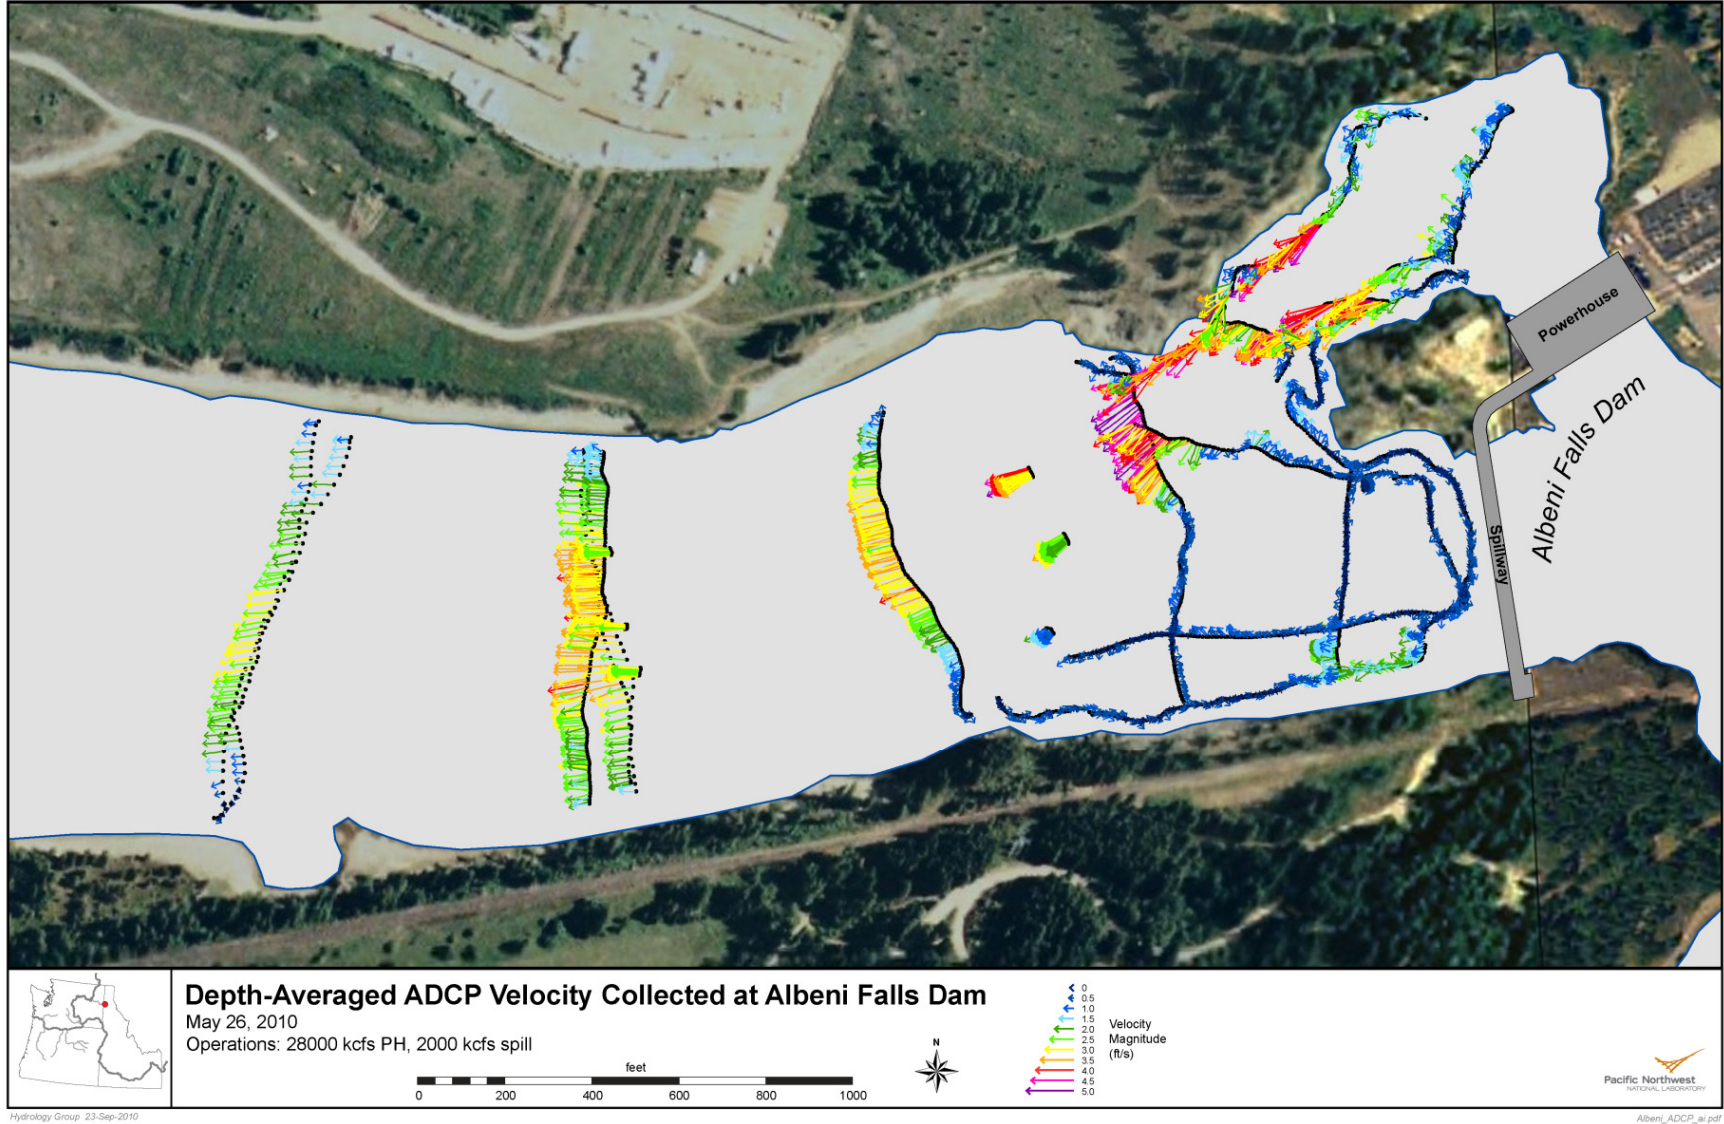 Powerhouse
Albeni Falls Dam
Spillway
Depth-Averaged ADCP Velocity Collected at Albeni Falls Dam
May 26, 2010
Operations: 28000 kcfs PH, 2000 kcfs spill
feet
0 200 400 600 800 1000
N
0
0.5
1.0
1.5
2.0
2.5
3.0
3.5
4.0
4.5
5.0
Velocity
Magnitude
(ft/s)
Pacific Northwest
NATIONAL LABORATORY
Hydrology Group 23-Sep-2010
Albeni_ADCP_ai.pdf